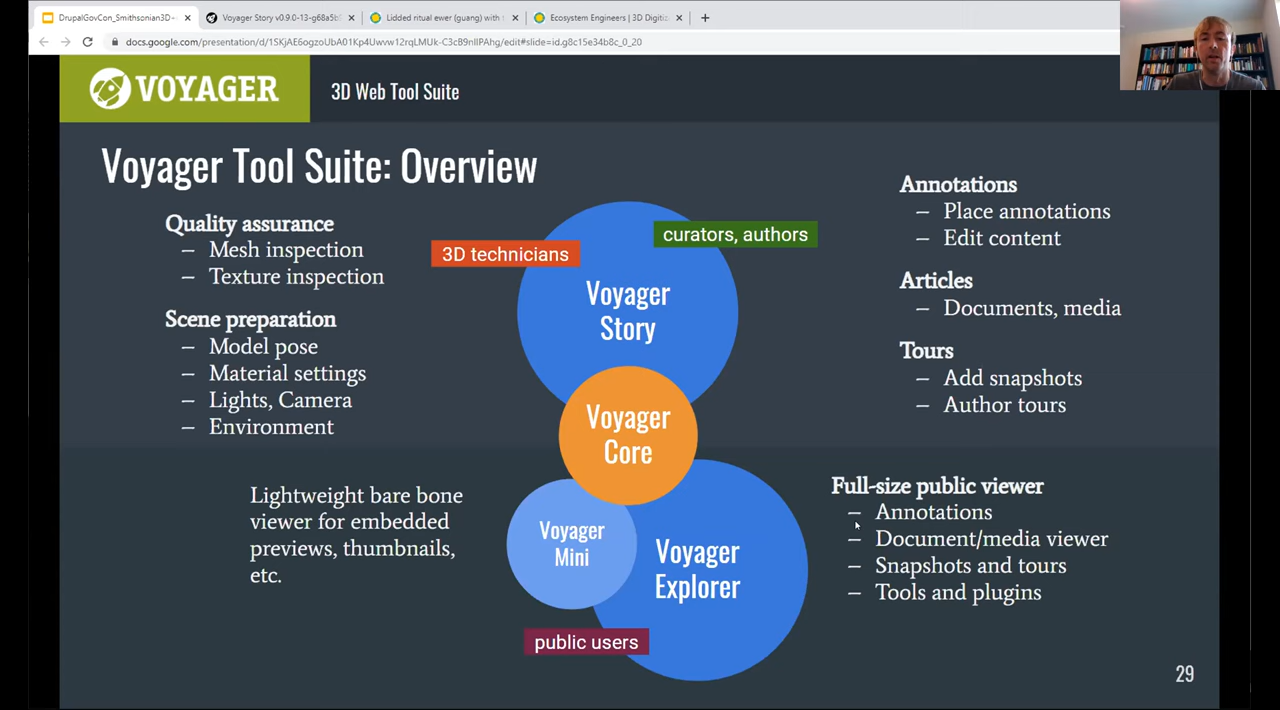 DrupalGovCon_Smithsonian3D+
Voyager Story v0.9.0-13-g68a5b
Lidded ritual ewer (guang) with
Ecosystem Engineers | 3D Digiti
docs.google.com/presentation/d/1SKjAE6ogzoUbA01Kp4Uwvw12rqLMUk-C3cB9nIlPAhg/edit#slide=id.g8c15e34b8c_0_20
VOYAGER
3D Web Tool Suite
Voyager Tool Suite: Overview
Quality assurance
– Mesh inspection
– Texture inspection
Scene preparation
– Model pose
– Material settings
– Lights, Camera
– Environment
3D technicians
curators, authors
Voyager
Story
Annotations
– Place annotations
– Edit content
Articles
– Documents, media
Tours
– Add snapshots
– Author tours
Voyager
Core
Lightweight bare bone
viewer for embedded
previews, thumbnails,
etc.
Voyager
Mini
Voyager
Explorer
public users
Full-size public viewer
– Annotations
– Document/media viewer
– Snapshots and tours
– Tools and plugins
29